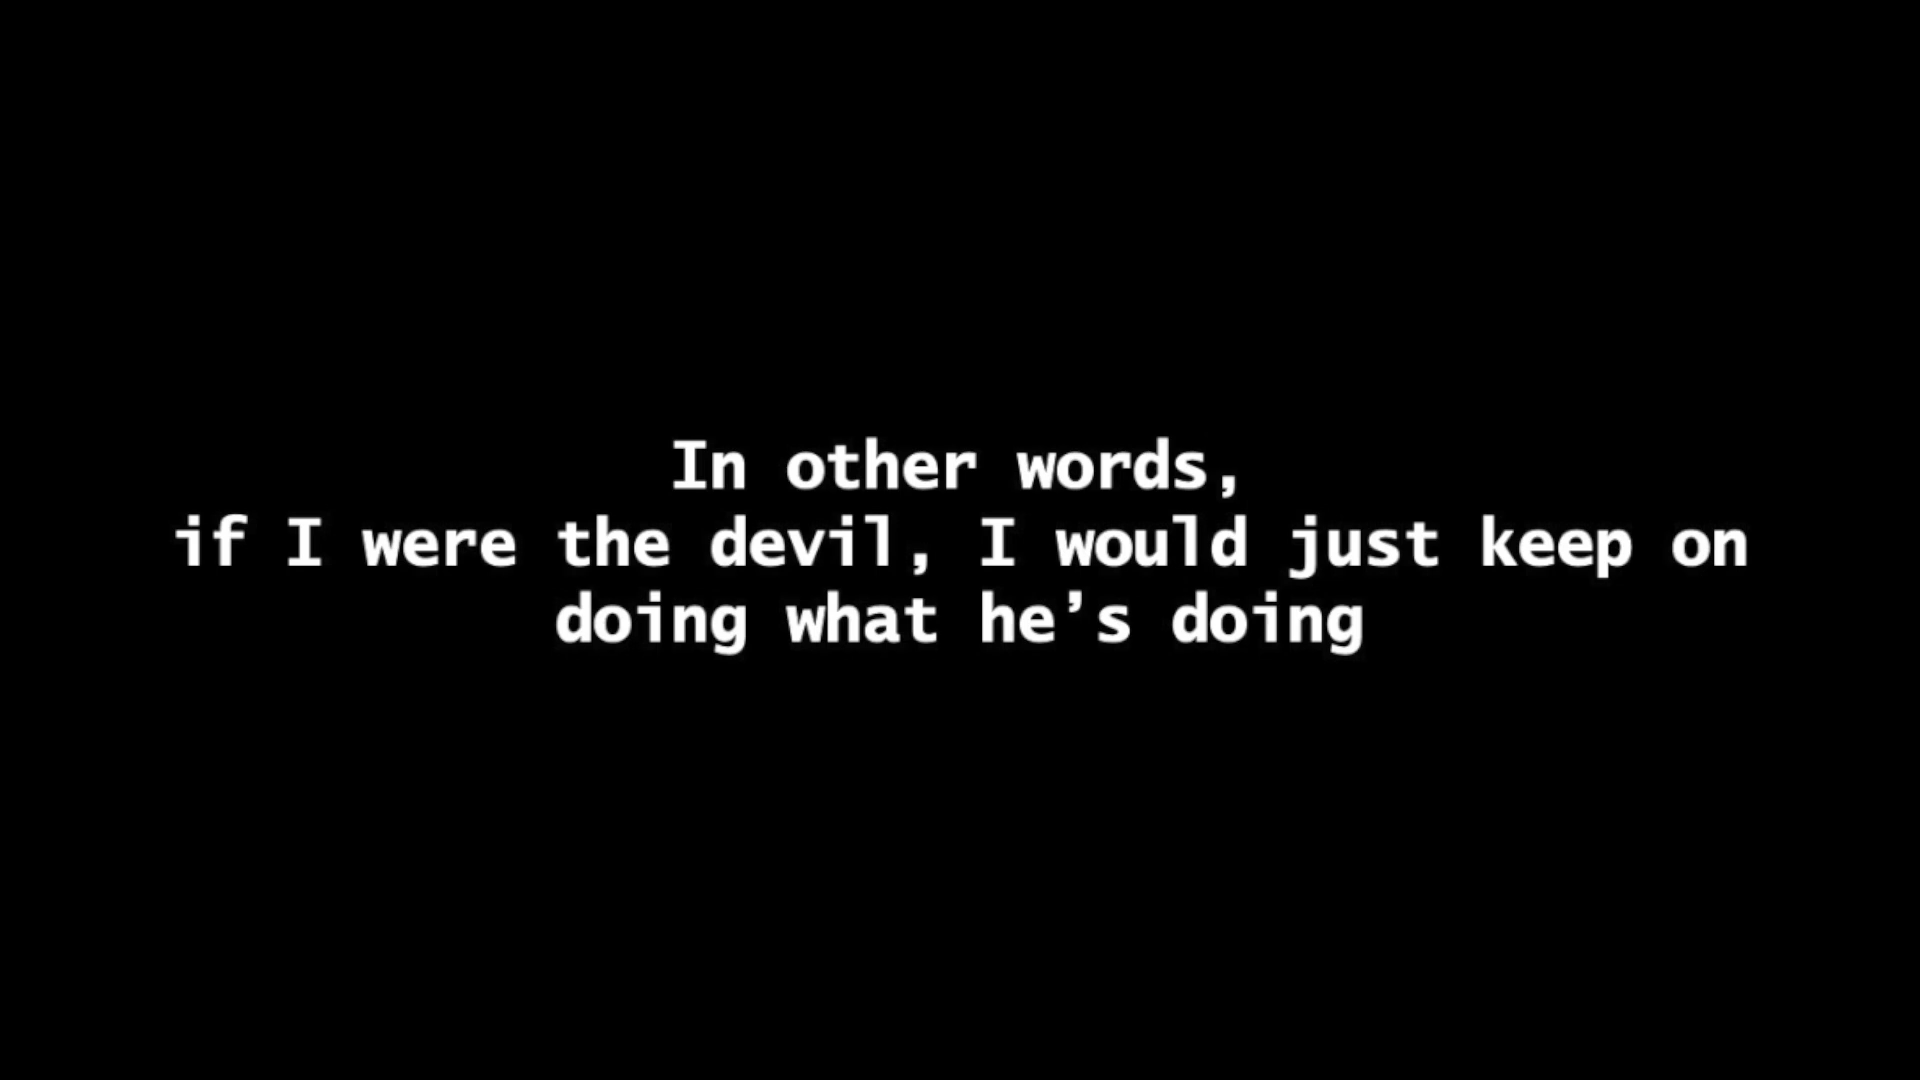 In other words,
if I were the devil, I would just keep on
doing what he’s doing